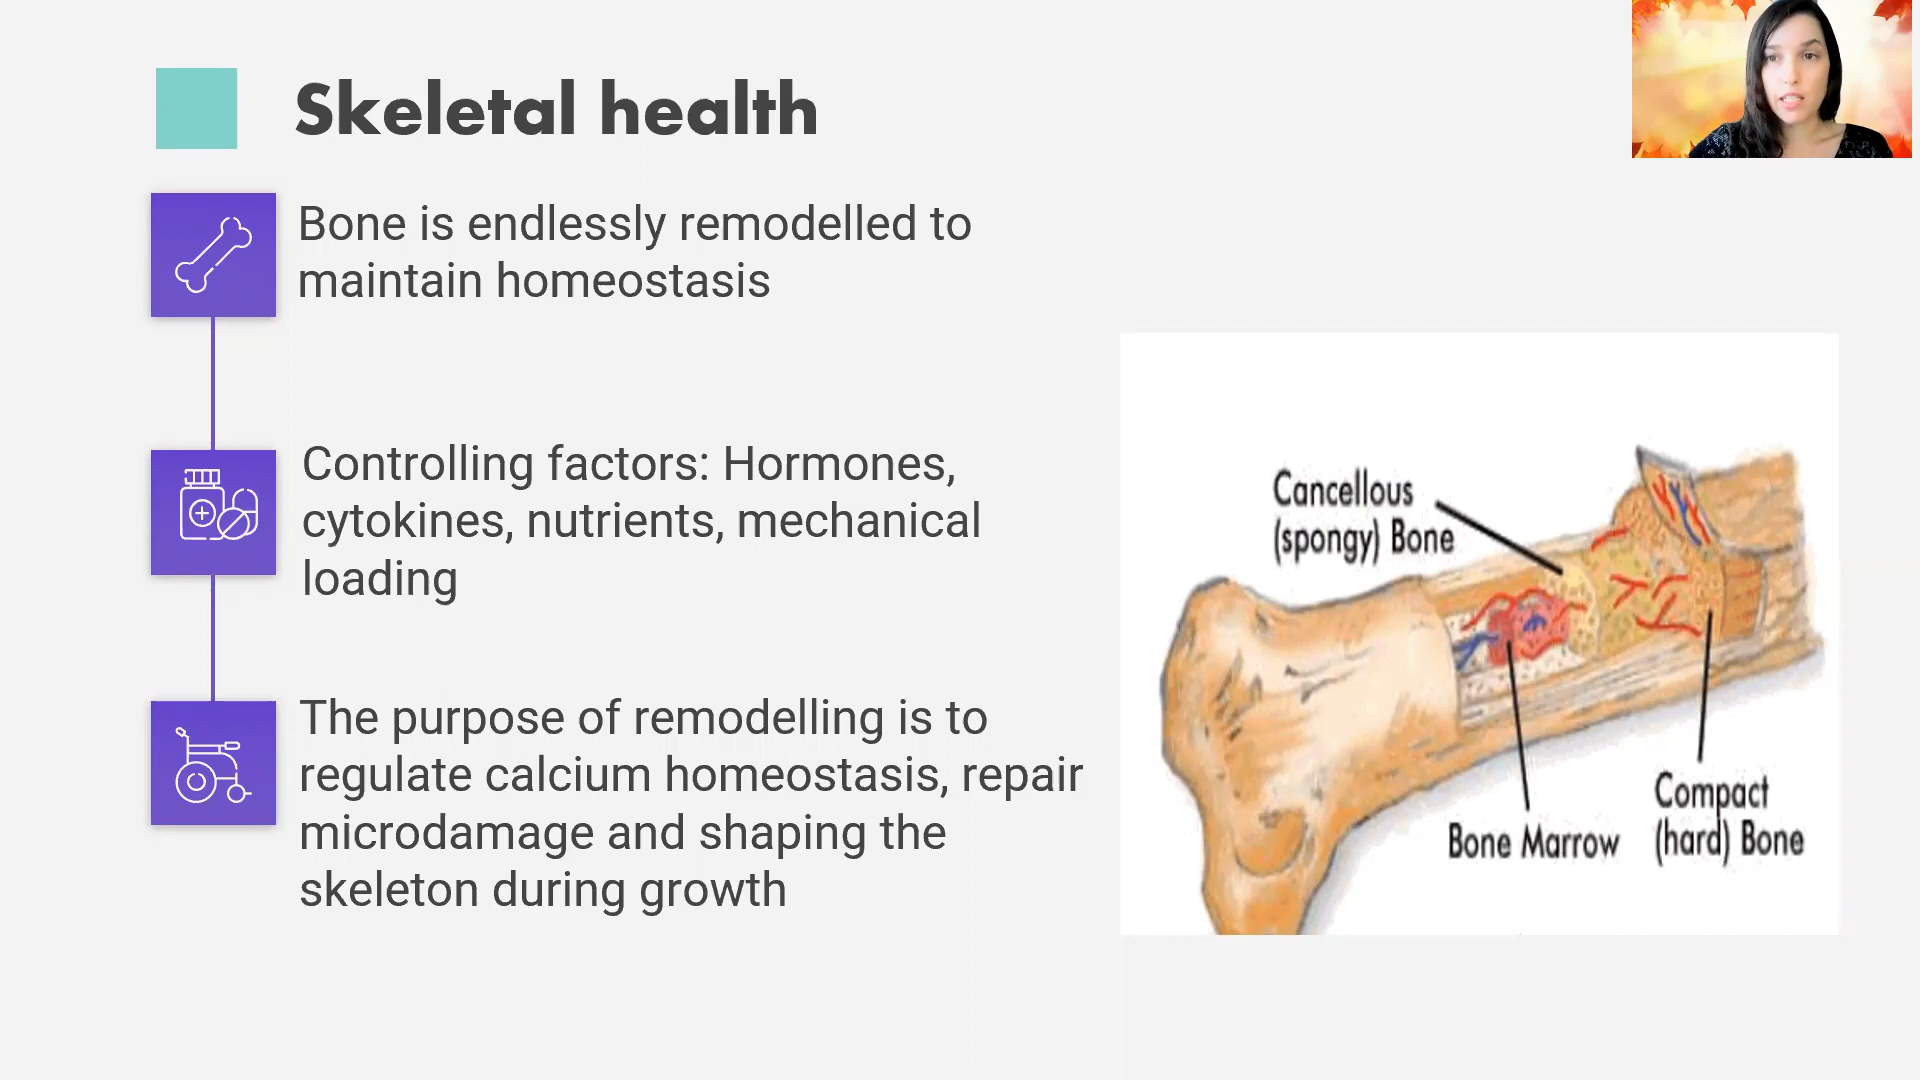 Skeletal health
Bone is endlessly remodelled to
maintain homeostasis
Controlling factors: Hormones,
cytokines, nutrients, mechanical
loading
The purpose of remodelling is to
regulate calcium homeostasis, repair
microdamage and shaping the
skeleton during growth
Cancellous
(spongy) Bone
Bone Marrow
Compact
(hard) Bone